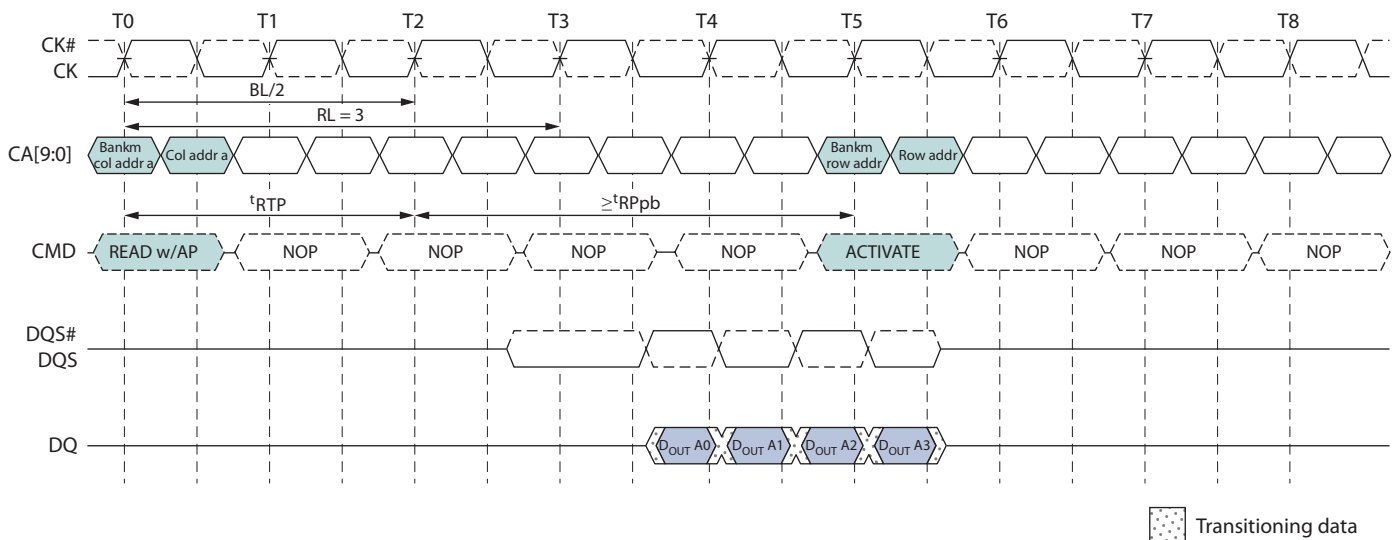 T0 T1 T2 T3 T4 T5 T6 T7 T8
CK#
CK
BL/2
RL = 3
CA[9:0]
Bankm
col addr a
Col addr a
Bankm
row addr
Row addr
tRTP
≥tRPpb
CMD
READ w/AP NOP NOP NOP NOP ACTIVATE NOP NOP NOP
DQS#
DQS
DQ
DOUT A0 DOUT A1 DOUT A2 DOUT A3
Transitioning data